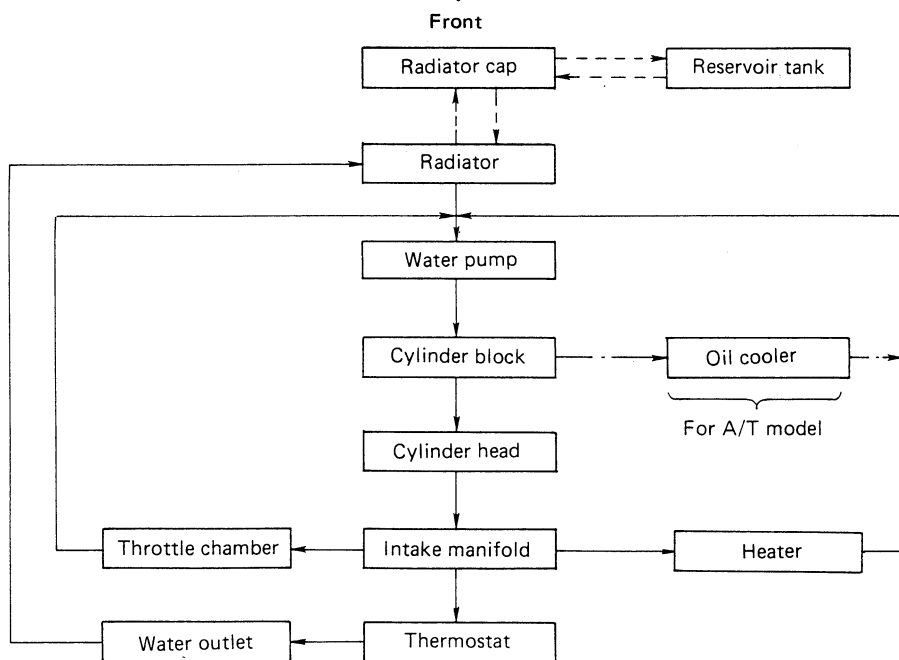 Front
Radiator cap
Reservoir tank
Radiator
Water pump
Cylinder block
Oil cooler
For A/T model
Cylinder head
Throttle chamber
Intake manifold
Heater
Water outlet
Thermostat